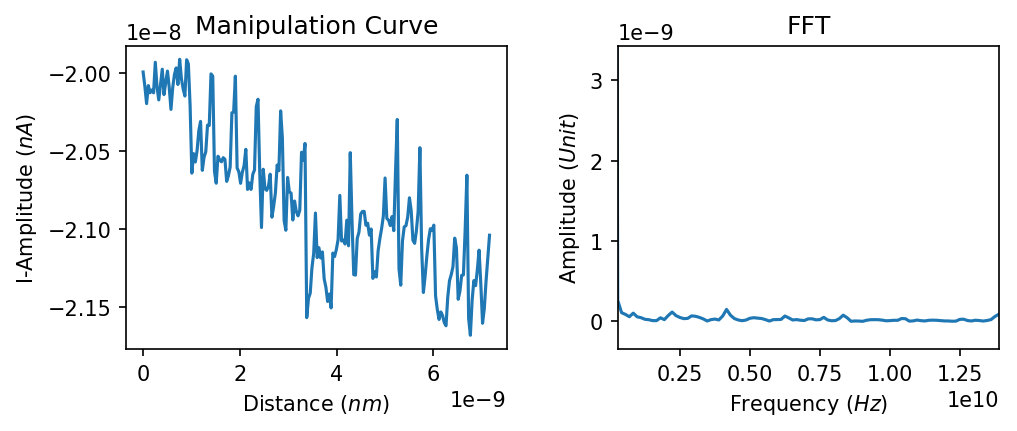 Manipulation Curve
1e−8
−2.00
−2.05
−2.10
−2.15
I-Amplitude (nA)
0 2 4 6
1e−9
Distance (nm)
FFT
1e−9
3
2
1
0
Amplitude (Unit)
0.25 0.50 0.75 1.00 1.25
1e10
Frequency (Hz)